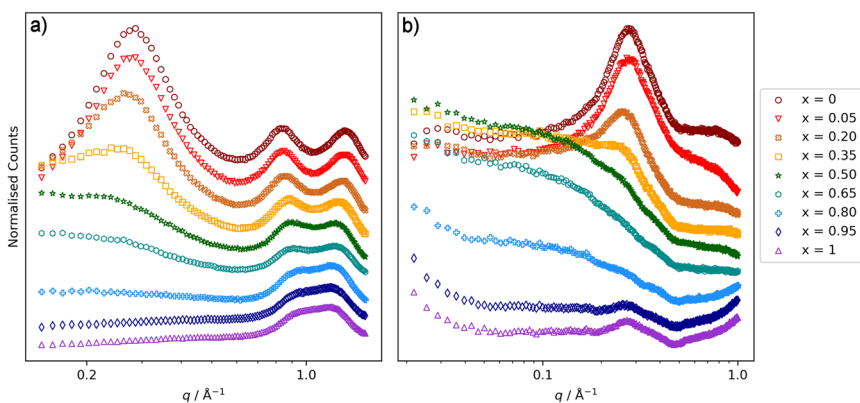 a)
b)
Normalised Counts
0.2
1.0
q / Å⁻¹
0.1
1.0
q / Å⁻¹
x = 0
x = 0.05
x = 0.20
x = 0.35
x = 0.50
x = 0.65
x = 0.80
x = 0.95
x = 1